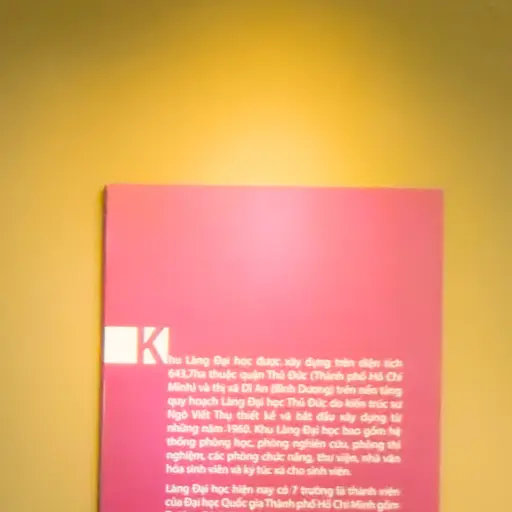 Khu Làng Đại học được xây dựng trên diện tích
643,7ha thuộc quận Thủ Đức (Thành phố Hồ Chí
Minh) và thị xã Dĩ An (Bình Dương) trên nền tảng
quy hoạch Làng Đại học Thủ Đức do kiến trúc sư
Ngô Viết Thụ thiết kế và bắt đầu xây dựng từ
những năm 1960. Khu Làng Đại học bao gồm hệ
thống phòng học, phòng nghiên cứu, phòng thí
nghiệm, các phòng chức năng, thư viện, nhà văn
hóa sinh viên và ký túc xá cho sinh viên.
Làng Đại học hiện nay có 7 trường là thành viên
của Đại học Quốc gia Thành phố Hồ Chí Minh gồm